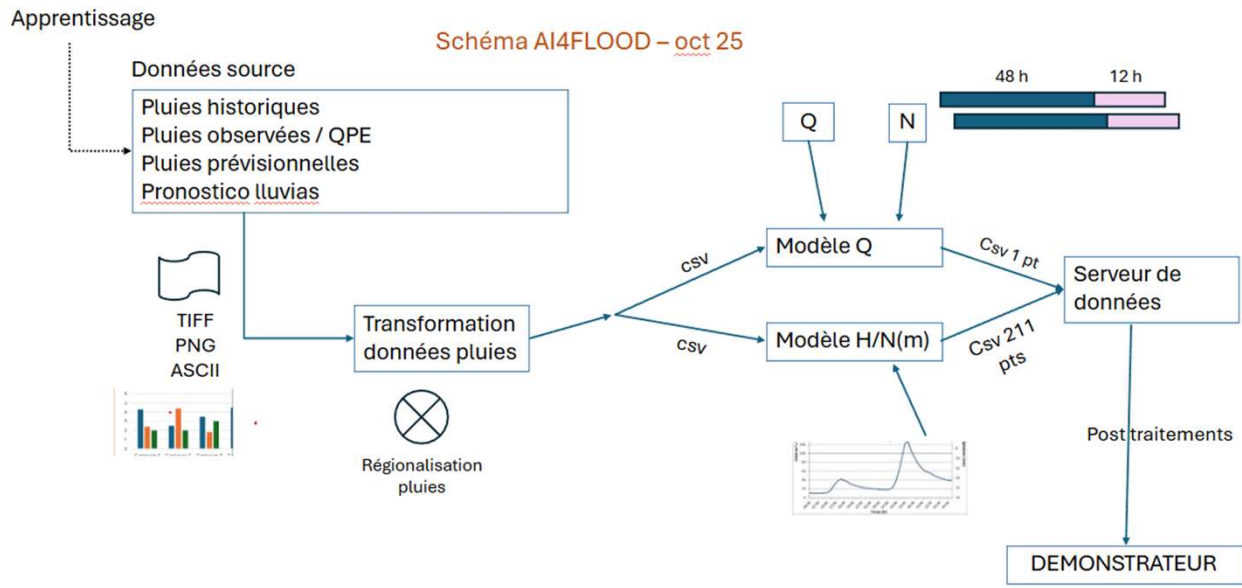 Apprentissage
Schéma AI4FLOOD – oct 25
Données source
Pluies historiques
Pluies observées / QPE
Pluies prévisionnelles
Pronostico lluvias
48 h
12 h
Q
N
TIFF
PNG
ASCII
Transformation
données pluies
Régionalisation
pluies
csv
csv
Modèle Q
Modèle H/N(m)
Csv 1 pt
Csv 211
pts
Serveur de
données
Post traitements
DEMONSTRATEUR